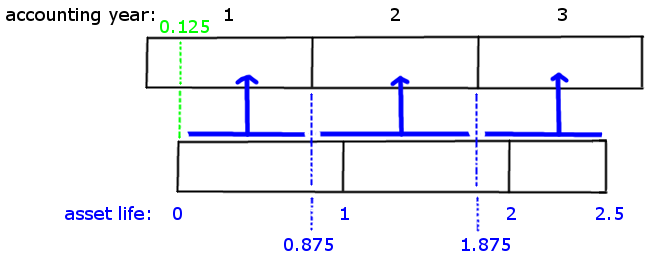 accounting year: 1 2 3
0.125
asset life: 0 1 2 2.5
0.875 1.875